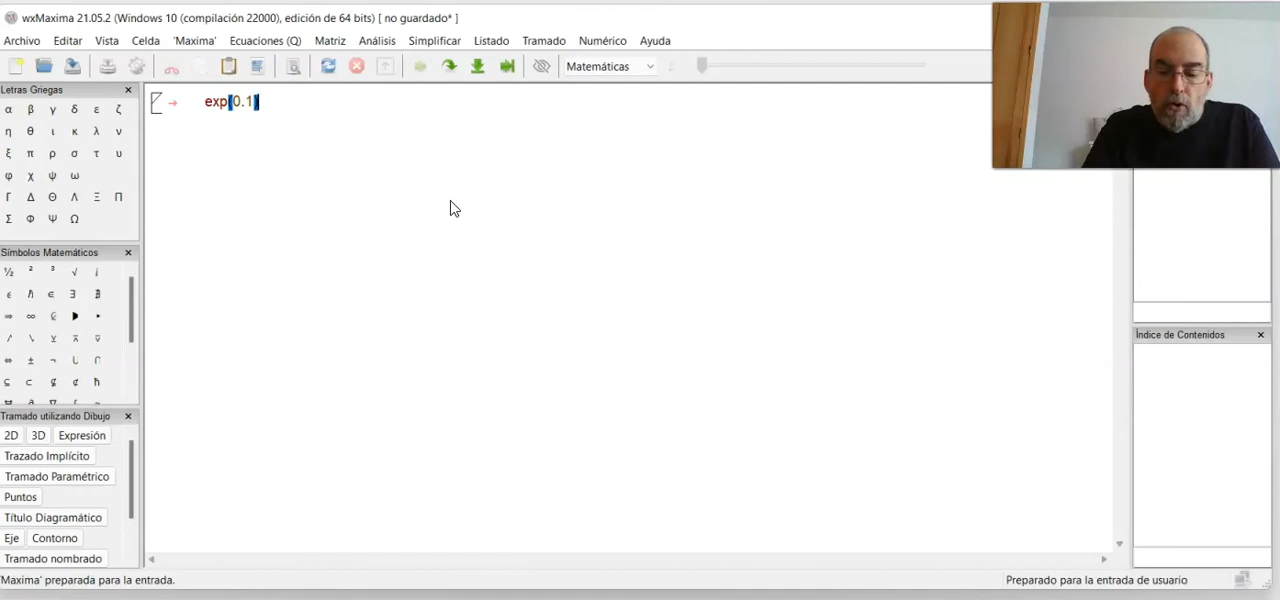 wxMaxima 21.05.2 (Windows 10 (compilación 22000), edición de 64 bits) [ no guardado* ]
Archivo Editar Vista Celda 'Maxima' Ecuaciones (Q) Matriz Análisis Simplificar Listado Tramado Numérico Ayuda
Matemáticas
Letras Griegas
α β γ δ ε ζ
η θ ι κ λ ν
ξ π ρ σ τ υ
φ χ ψ ω
Γ Δ Θ Λ Ξ Π
Σ Φ Ψ Ω
exp(0.1)
Símbolos Matemáticos
½ ² ³ √ i
ℏ ∈ ∃ ∄
⇒ ∞
⇔ ± ¬ ∪ ∩
⊆ ⊂ ħ
Tramado utilizando Dibujo
2D 3D Expresión
Trazado Implícito
Tramado Paramétrico
Puntos
Título Diagramático
Eje Contorno
Tramado nombrado
Índice de Contenidos
'Maxima' preparada para la entrada.
Preparado para la entrada de usuario